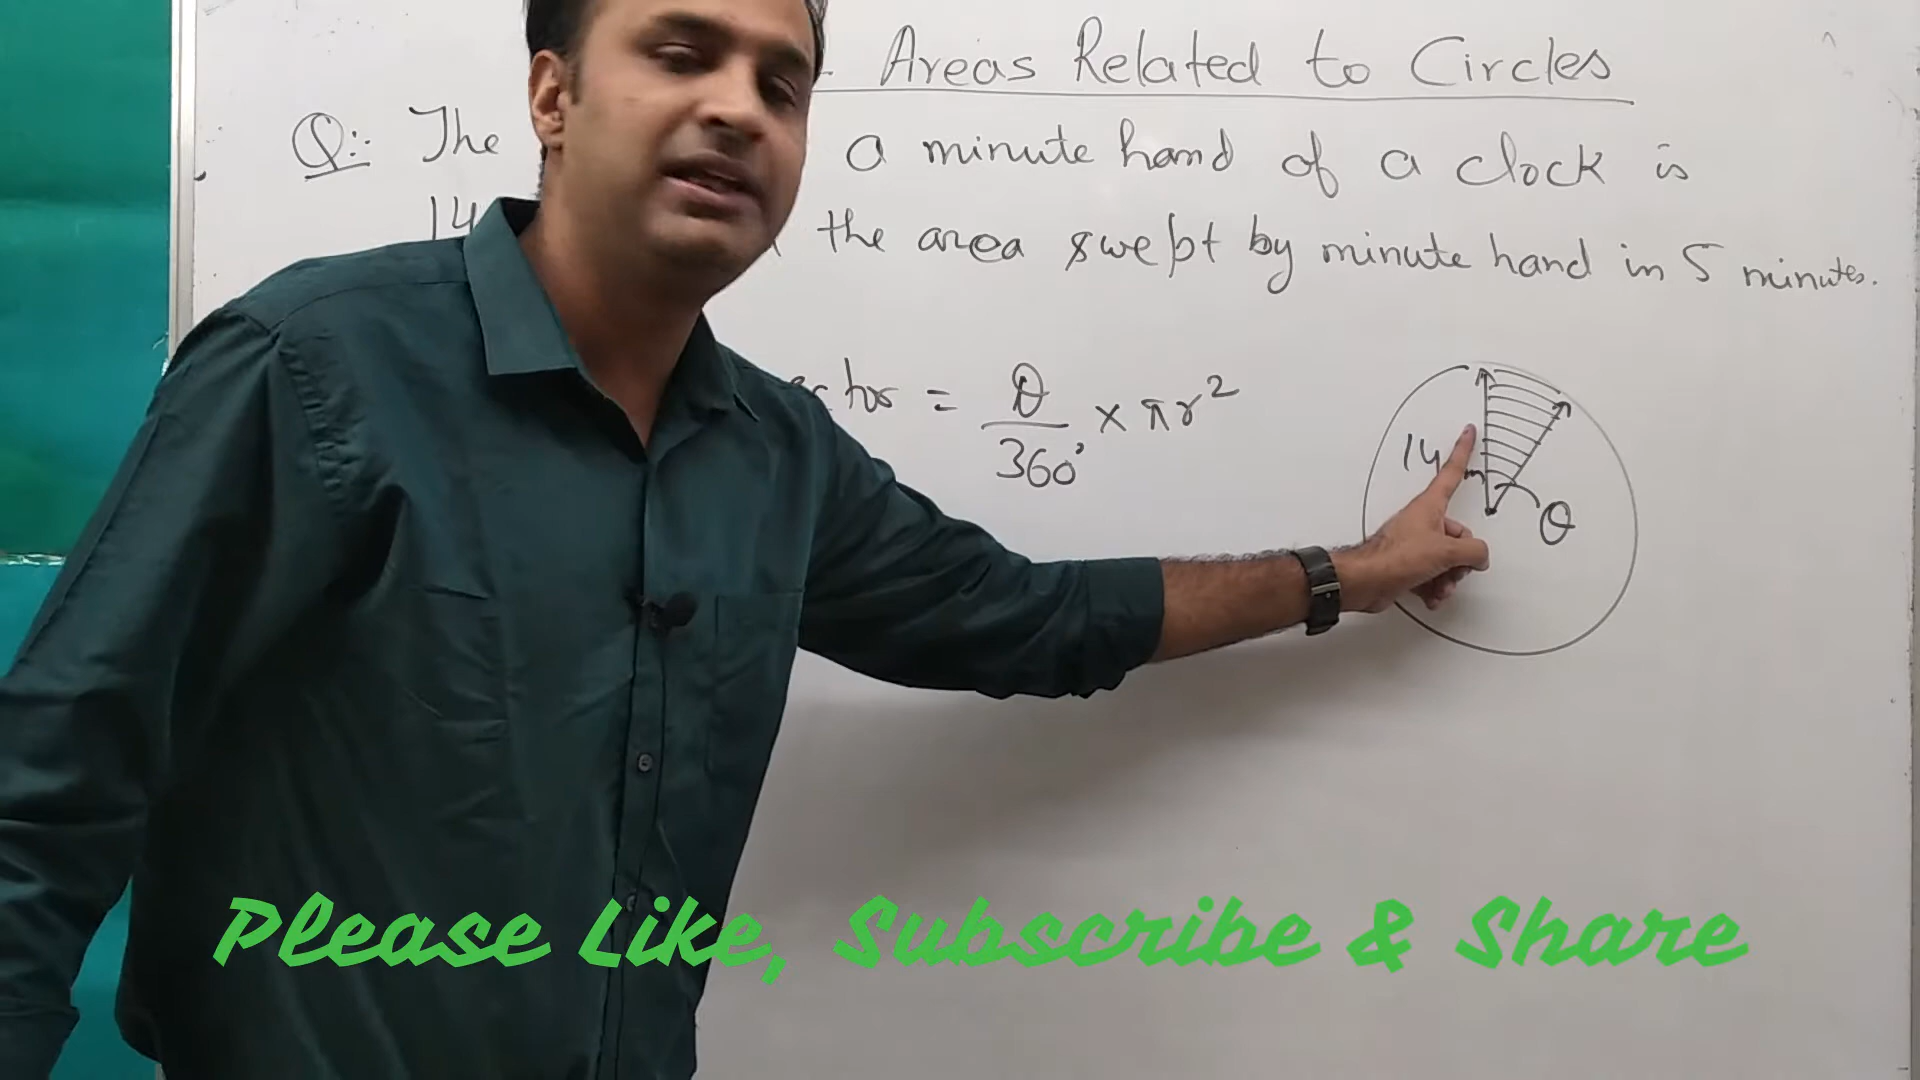 Areas Related to Circles
Q:- The a minute hand of a clock is
14 the area swept by minute hand in 5 minutes.
= θ/360° × πr²
14
θ
Please Like, Subscribe & Share